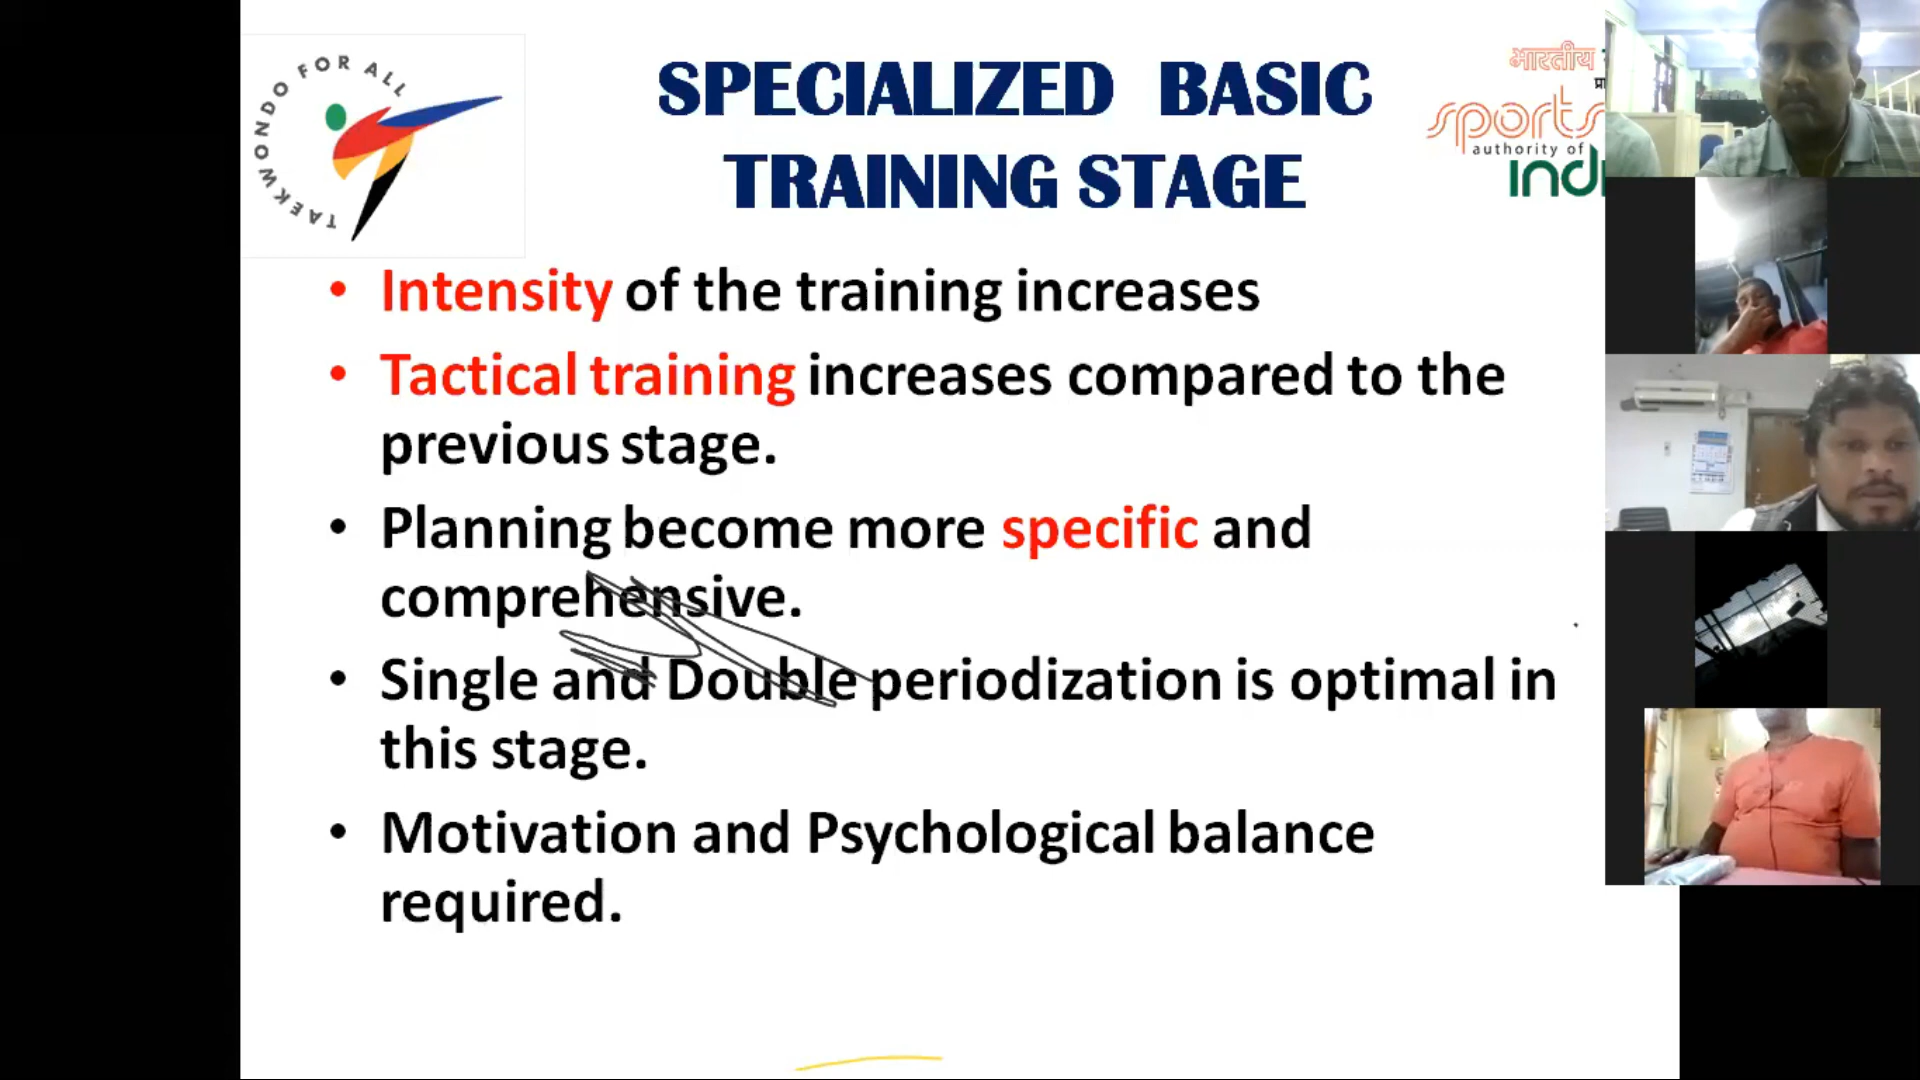 TAEKWONDO FOR ALL
SPECIALIZED BASIC
TRAINING STAGE
भारतीय
sports
authority of
indi
• Intensity of the training increases
• Tactical training increases compared to the
previous stage.
• Planning become more specific and
comprehensive.
• Single and Double periodization is optimal in
this stage.
• Motivation and Psychological balance
required.